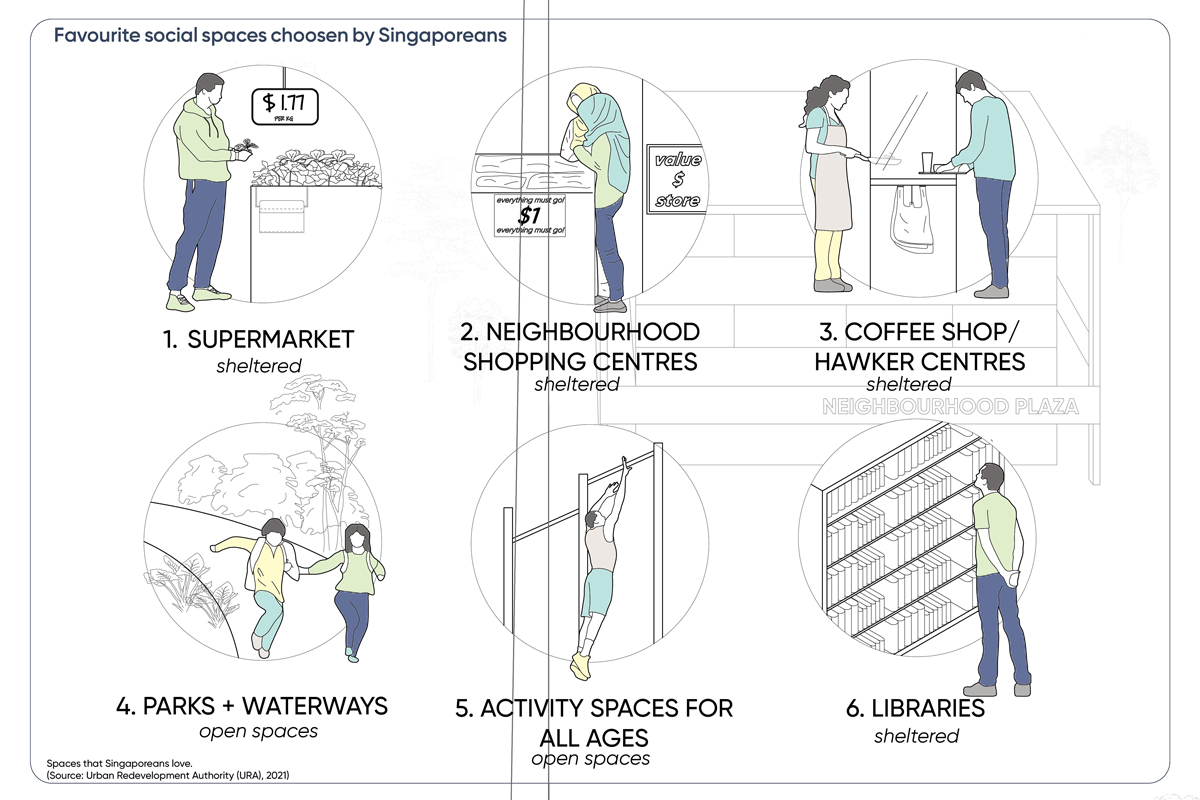 Favourite social spaces choosen by Singaporeans
$ 1.77
PER KG
everything must go!
$1
everything must go!
value
$
store
1. SUPERMARKET
sheltered
2. NEIGHBOURHOOD
SHOPPING CENTRES
sheltered
3. COFFEE SHOP/
HAWKER CENTRES
sheltered
NEIGHBOURHOOD PLAZA
4. PARKS + WATERWAYS
open spaces
5. ACTIVITY SPACES FOR
ALL AGES
open spaces
6. LIBRARIES
sheltered
Spaces that Singaporeans love.
(Source: Urban Redevelopment Authority (URA), 2021)